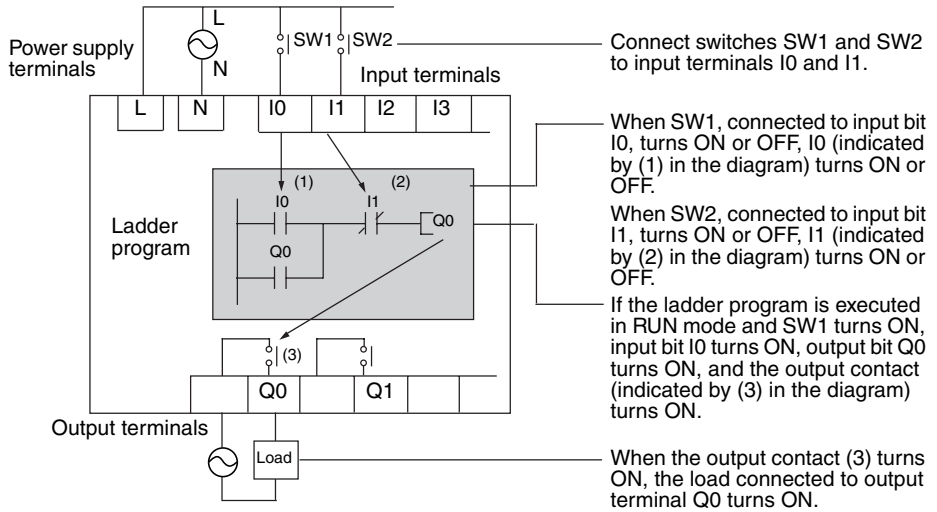 L
Power supply
terminals
N
SW1
SW2
Input terminals
Connect switches SW1 and SW2
to input terminals I0 and I1.
L
N
I0
I1
I2
I3
When SW1, connected to input bit
I0, turns ON or OFF, I0 (indicated
by (1) in the diagram) turns ON or
OFF.
When SW2, connected to input bit
I1, turns ON or OFF, I1 (indicated
by (2) in the diagram) turns ON or
OFF.
If the ladder program is executed
in RUN mode and SW1 turns ON,
input bit I0 turns ON, output bit Q0
turns ON, and the output contact
(indicated by (3) in the diagram)
turns ON.
Ladder
program
(1)
(2)
I0
I1
Q0
Q0
(3)
Q0
Q1
Output terminals
Load
When the output contact (3) turns
ON, the load connected to output
terminal Q0 turns ON.